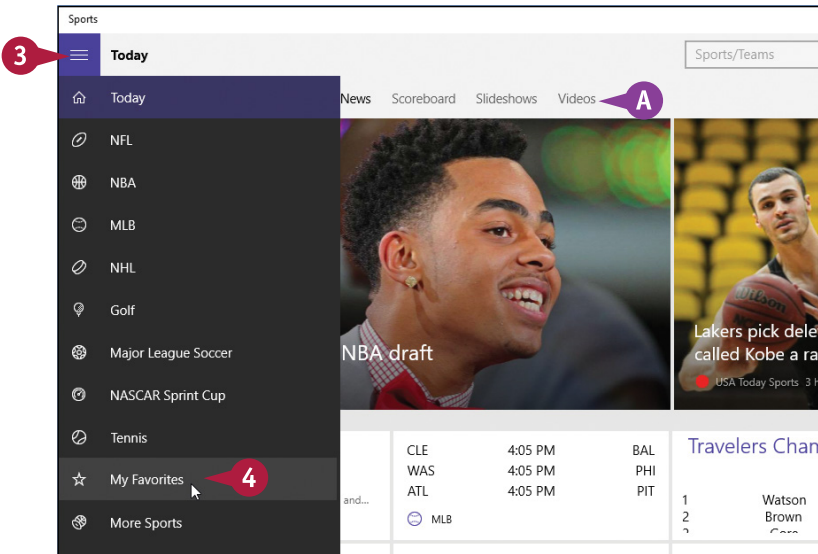 Sports
3
Today
Sports/Teams
Today
News
Scoreboard
Slideshows
Videos
A
NFL
NBA
MLB
NHL
Golf
Major League Soccer
NASCAR Sprint Cup
Tennis
My Favorites
4
More Sports
NBA draft
Wilson
Lakers pick dele
called Kobe a ra
USA Today Sports 3 h
and...
CLE 4:05 PM BAL
WAS 4:05 PM PHI
ATL 4:05 PM PIT
MLB
Travelers Cham
1 Watson
2 Brown